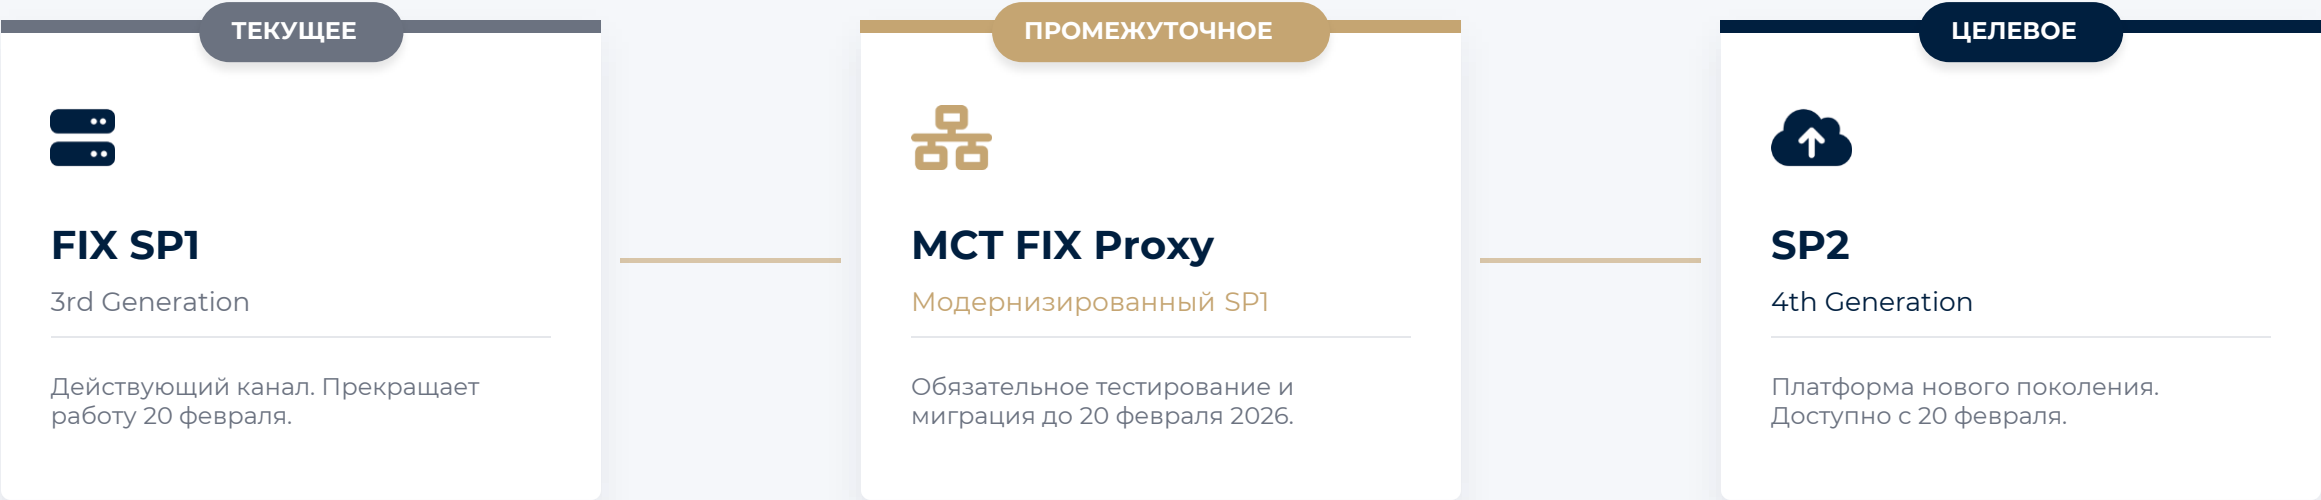 ТЕКУЩЕЕ
FIX SP1
3rd Generation
Действующий канал. Прекращает
работу 20 февраля.
ПРОМЕЖУТОЧНОЕ
MCT FIX Proxy
Модернизированный SP1
Обязательное тестирование и
миграция до 20 февраля 2026.
ЦЕЛЕВОЕ
SP2
4th Generation
Платформа нового поколения.
Доступно с 20 февраля.